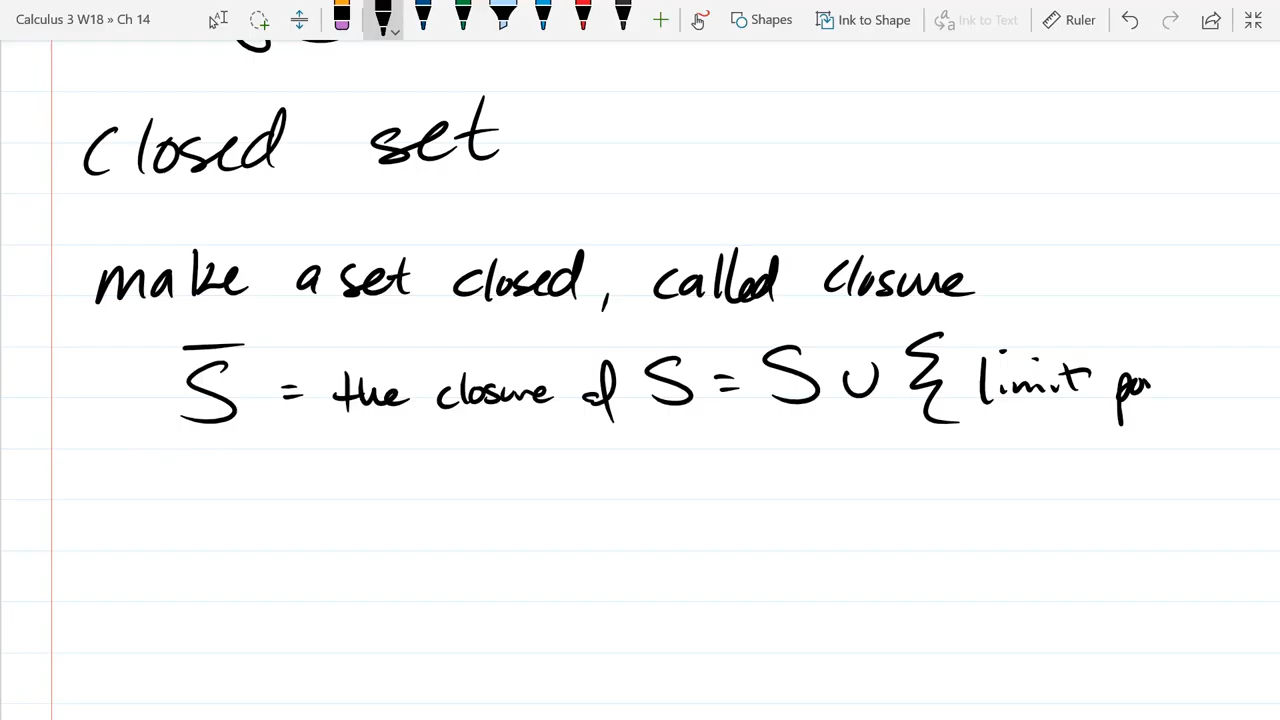 Calculus 3 W18 » Ch 14
Shapes
Ink to Shape
Ink to Text
Ruler
closed set
make a set closed, called closure
S̅ = the closure of S = S ∪ { limit po